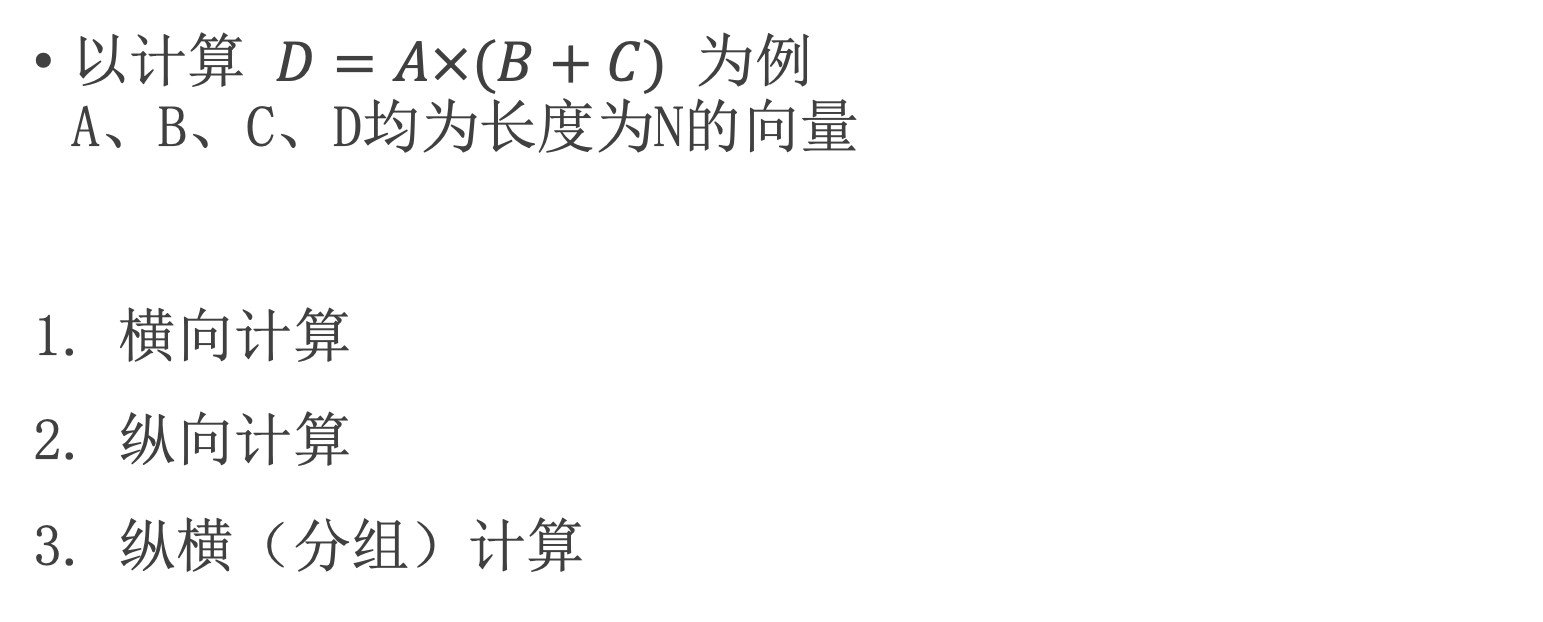 • 以计算 D = A×(B + C) 为例
A、B、C、D均为长度为N的向量
1. 横向计算
2. 纵向计算
3. 纵横（分组）计算